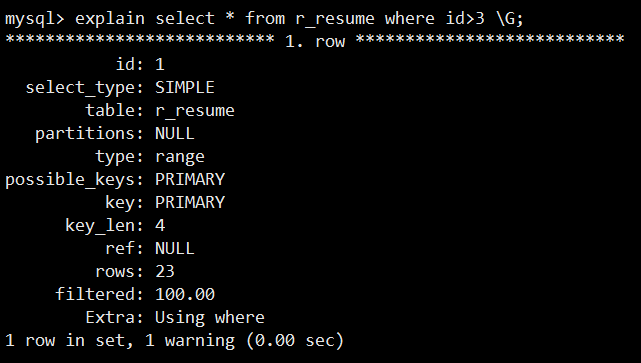 mysql> explain select * from r_resume where id>3 \G;
*************************** 1. row ***************************
id: 1
select_type: SIMPLE
table: r_resume
partitions: NULL
type: range
possible_keys: PRIMARY
key: PRIMARY
key_len: 4
ref: NULL
rows: 23
filtered: 100.00
Extra: Using where
1 row in set, 1 warning (0.00 sec)